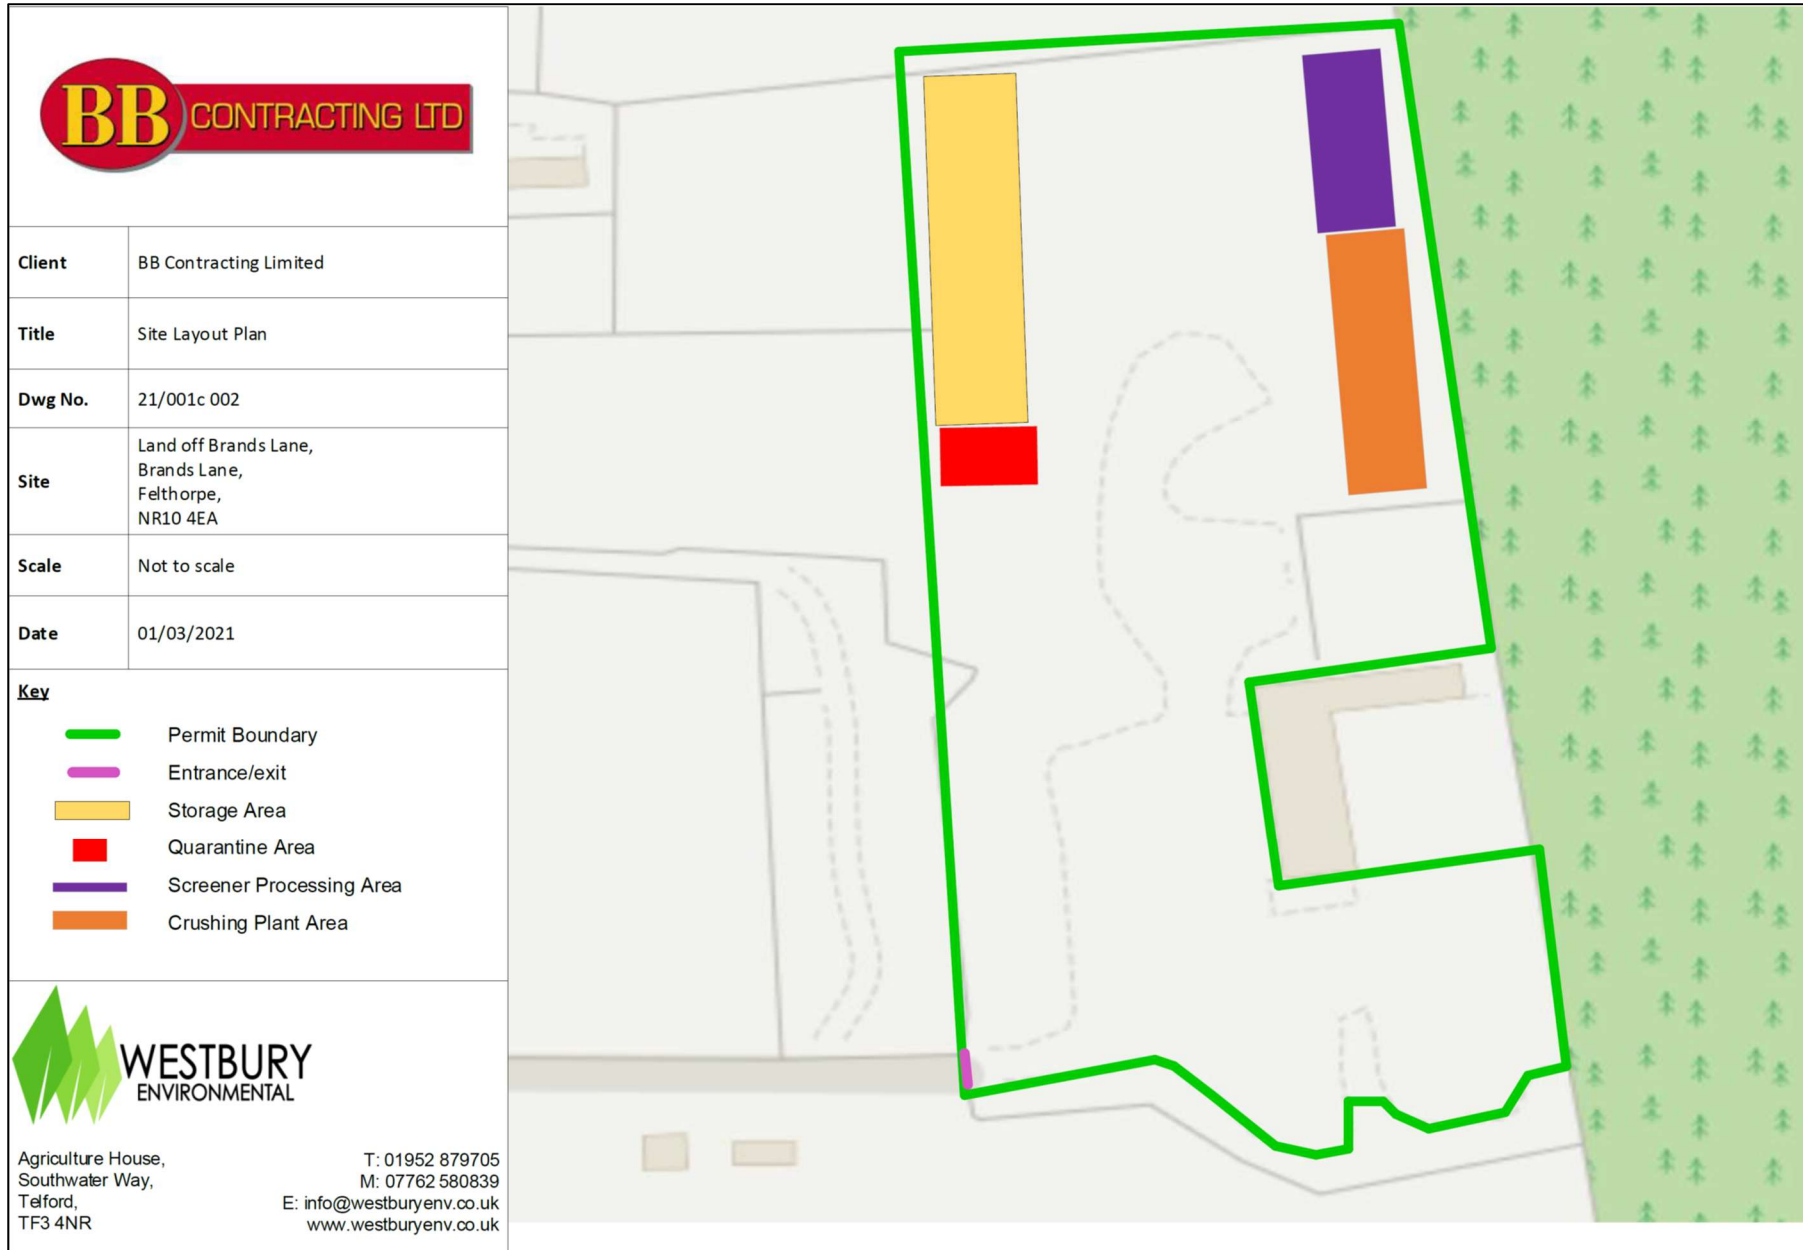 BB CONTRACTING LTD
Client BB Contracting Limited
Title Site Layout Plan
Dwg No. 21/001c 002
Site Land off Brands Lane,
Brands Lane,
Felthorpe,
NR10 4EA
Scale Not to scale
Date 01/03/2021
Key
Permit Boundary
Entrance/exit
Storage Area
Quarantine Area
Screener Processing Area
Crushing Plant Area
WESTBURY
ENVIRONMENTAL
Agriculture House, T: 01952 879705
Southwater Way, M: 07762 580839
Telford, E: info@westburyenv.co.uk
TF3 4NR www.westburyenv.co.uk